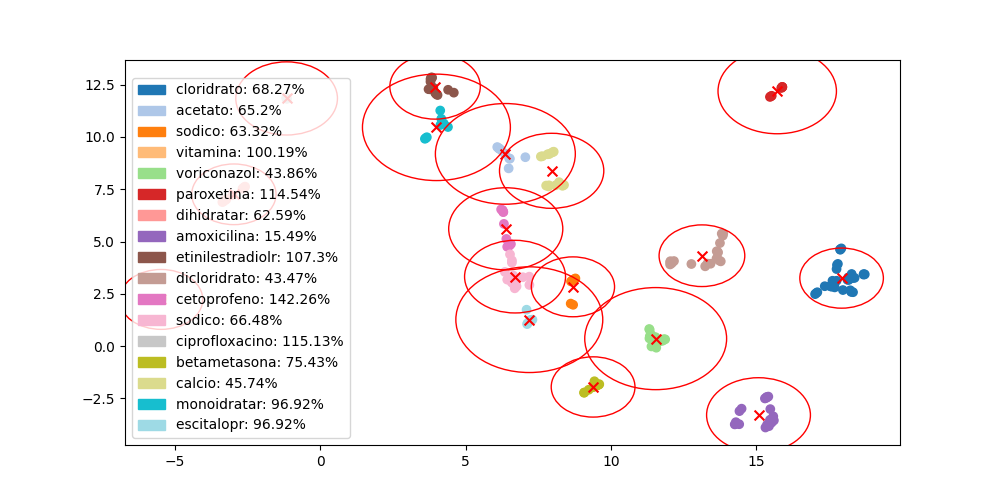 12.5
10.0
7.5
5.0
2.5
0.0
−2.5
cloridrato: 68.27%
acetato: 65.2%
sodico: 63.32%
vitamina: 100.19%
voriconazol: 43.86%
paroxetina: 114.54%
dihidratar: 62.59%
amoxicilina: 15.49%
etinilestradiolr: 107.3%
dicloridrato: 43.47%
cetoprofeno: 142.26%
sodico: 66.48%
ciprofloxacino: 115.13%
betametasona: 75.43%
calcio: 45.74%
monoidratar: 96.92%
escitalopr: 96.92%
−5 0 5 10 15